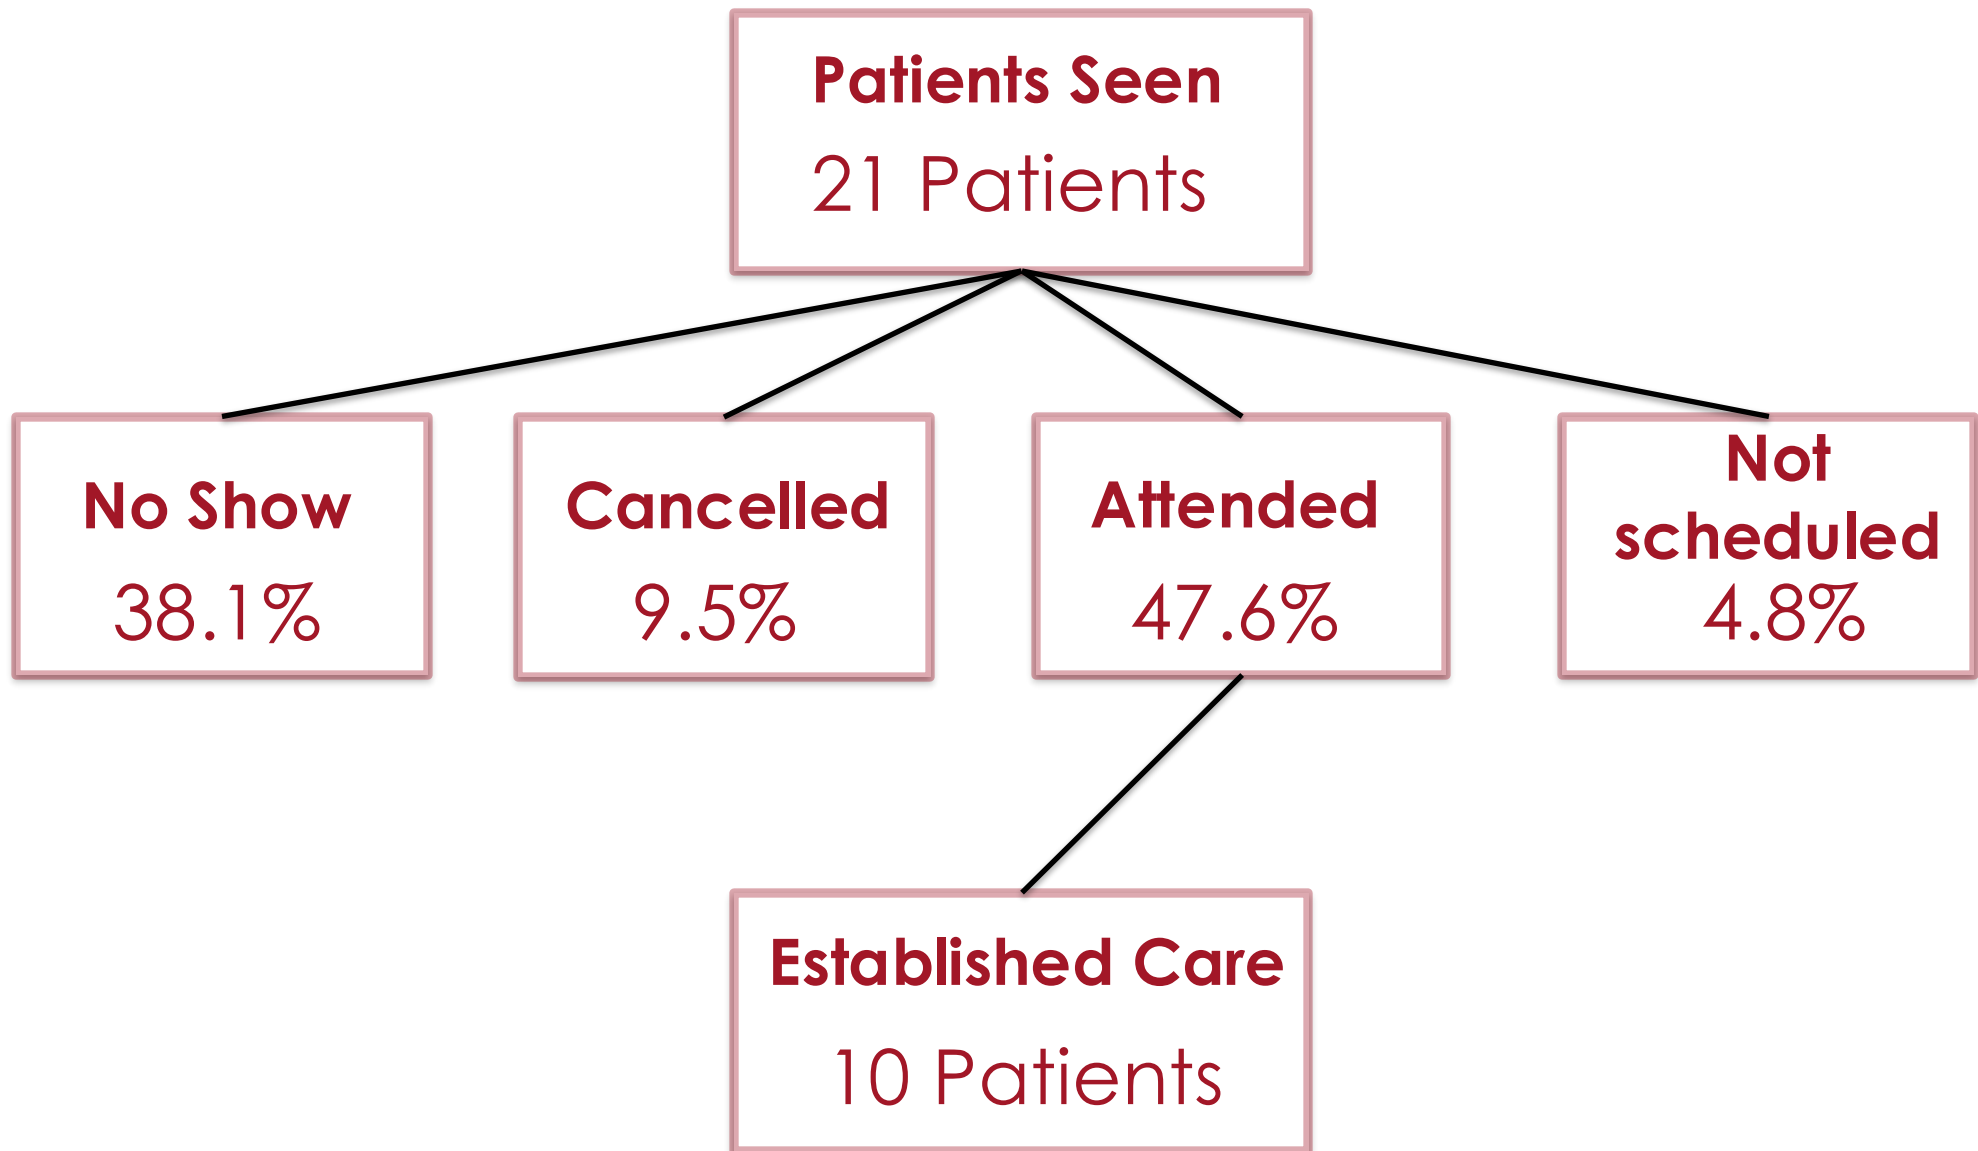 Patients Seen
21 Patients
No Show
38.1%
Cancelled
9.5%
Attended
47.6%
Not
scheduled
4.8%
Established Care
10 Patients